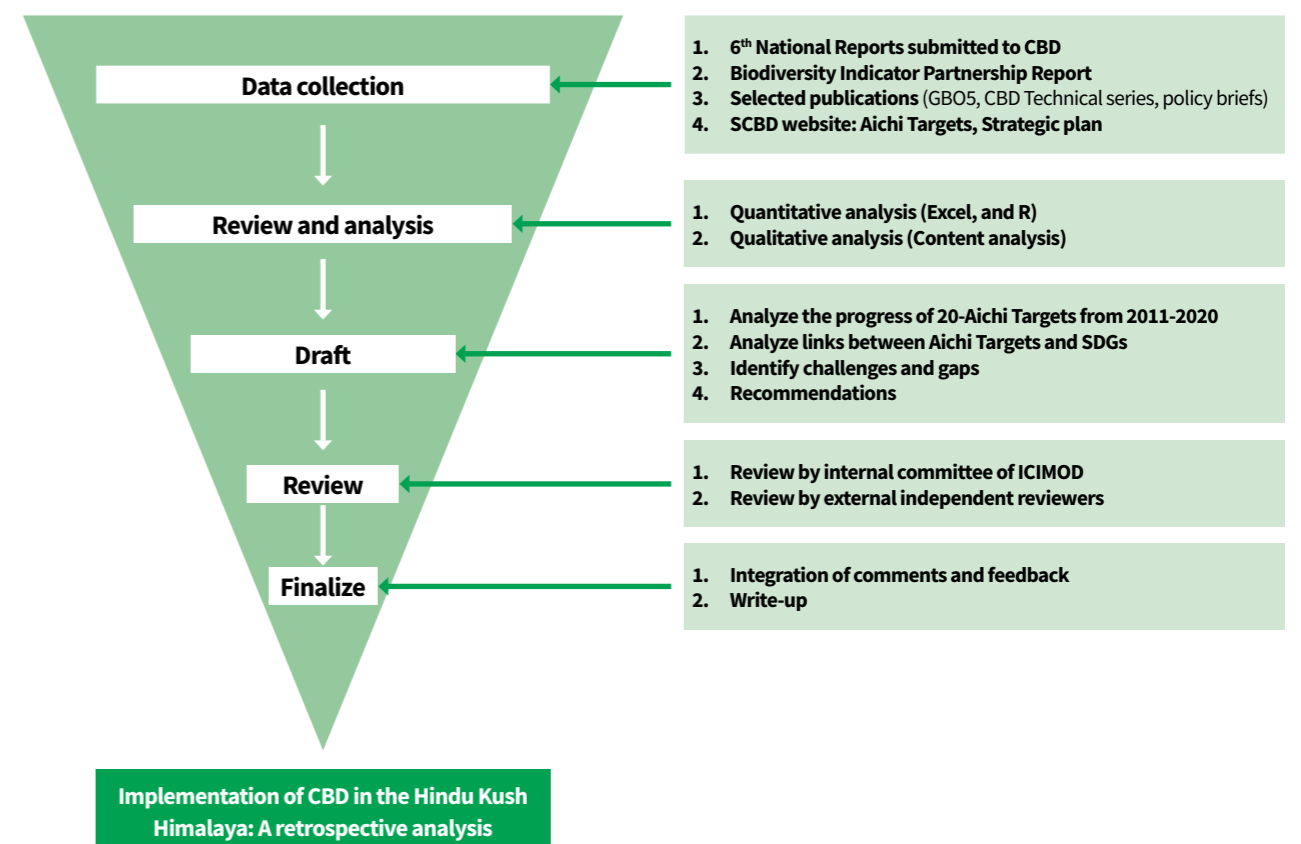 Data collection
1. 6th National Reports submitted to CBD
2. Biodiversity Indicator Partnership Report
3. Selected publications (GBO5, CBD Technical series, policy briefs)
4. SCBD website: Aichi Targets, Strategic plan
Review and analysis
1. Quantitative analysis (Excel, and R)
2. Qualitative analysis (Content analysis)
Draft
1. Analyze the progress of 20-Aichi Targets from 2011-2020
2. Analyze links between Aichi Targets and SDGs
3. Identify challenges and gaps
4. Recommendations
Review
1. Review by internal committee of ICIMOD
2. Review by external independent reviewers
Finalize
1. Integration of comments and feedback
2. Write-up
Implementation of CBD in the Hindu Kush
Himalaya: A retrospective analysis